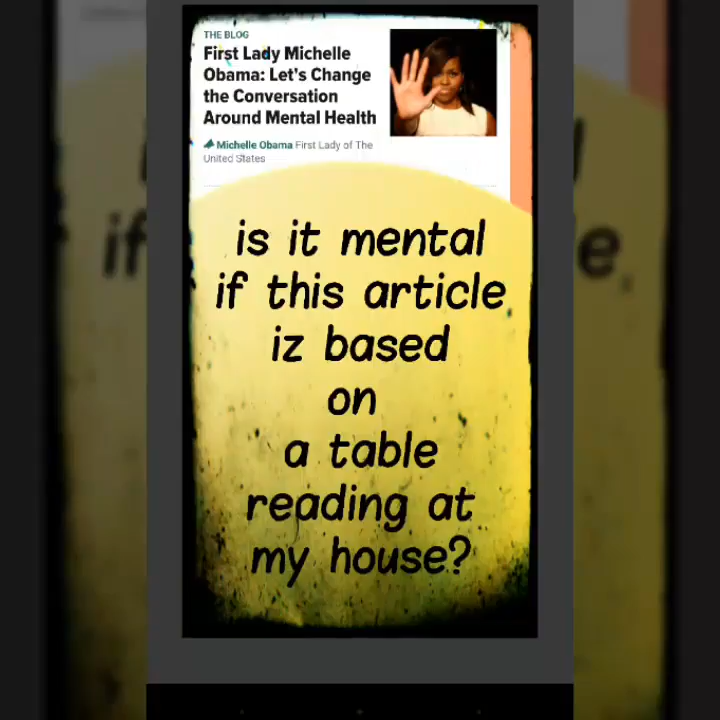 THE BLOG
First Lady Michelle
Obama: Let's Change
the Conversation
Around Mental Health
Michelle Obama First Lady of The
United States
is it mental
if this article
iz based
on
a table
reading at
my house?